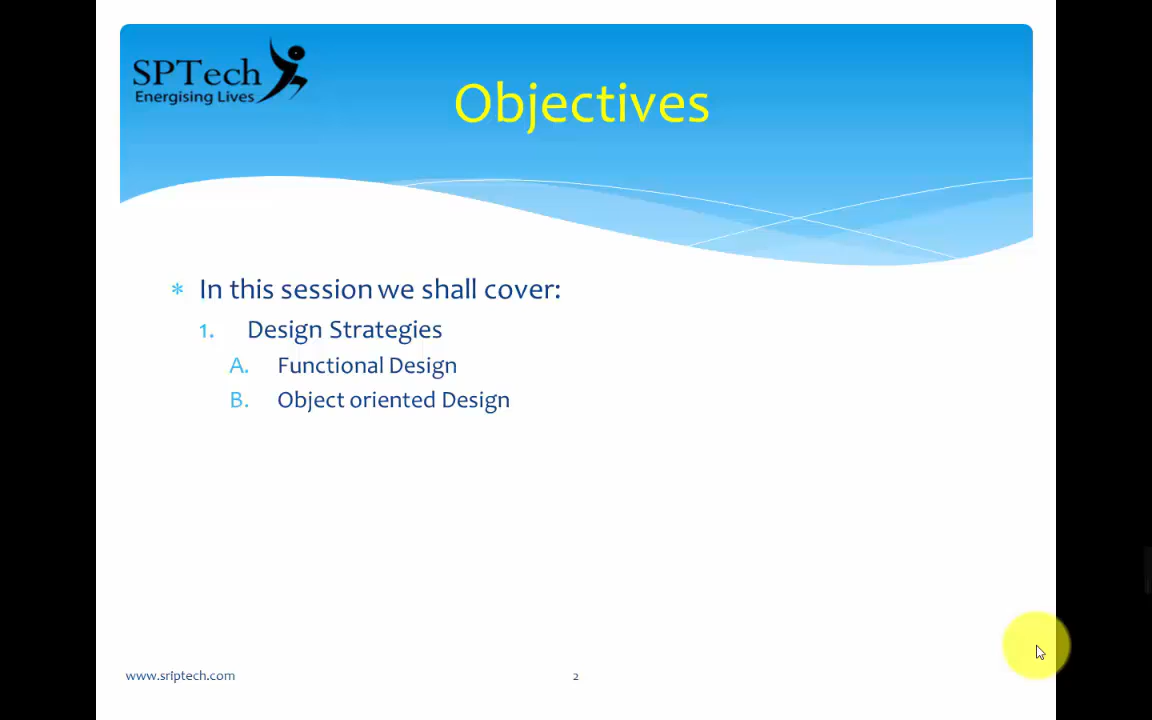 SPTech
Energising Lives
Objectives
* In this session we shall cover:
1. Design Strategies
A. Functional Design
B. Object oriented Design
www.sriptech.com
2